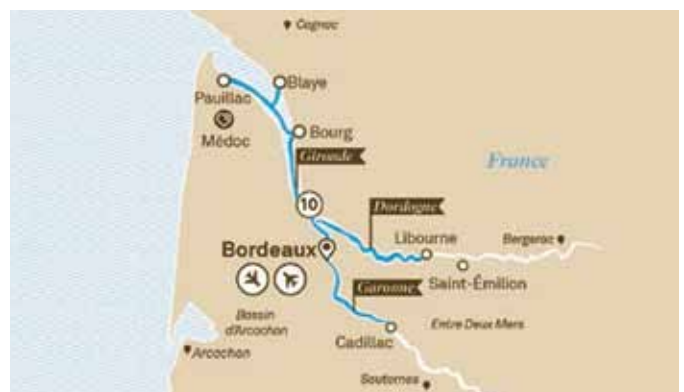 Cognac
Blaye
Pauillac
Médoc
Bourg
Gironde
France
10
Dordogne
Bordeaux
Libourne
Bergerac
Saint-Émilion
Garonne
Bassin
d'Arcachon
Entre Deux Mers
Cadillac
Arcachon
Sauternes